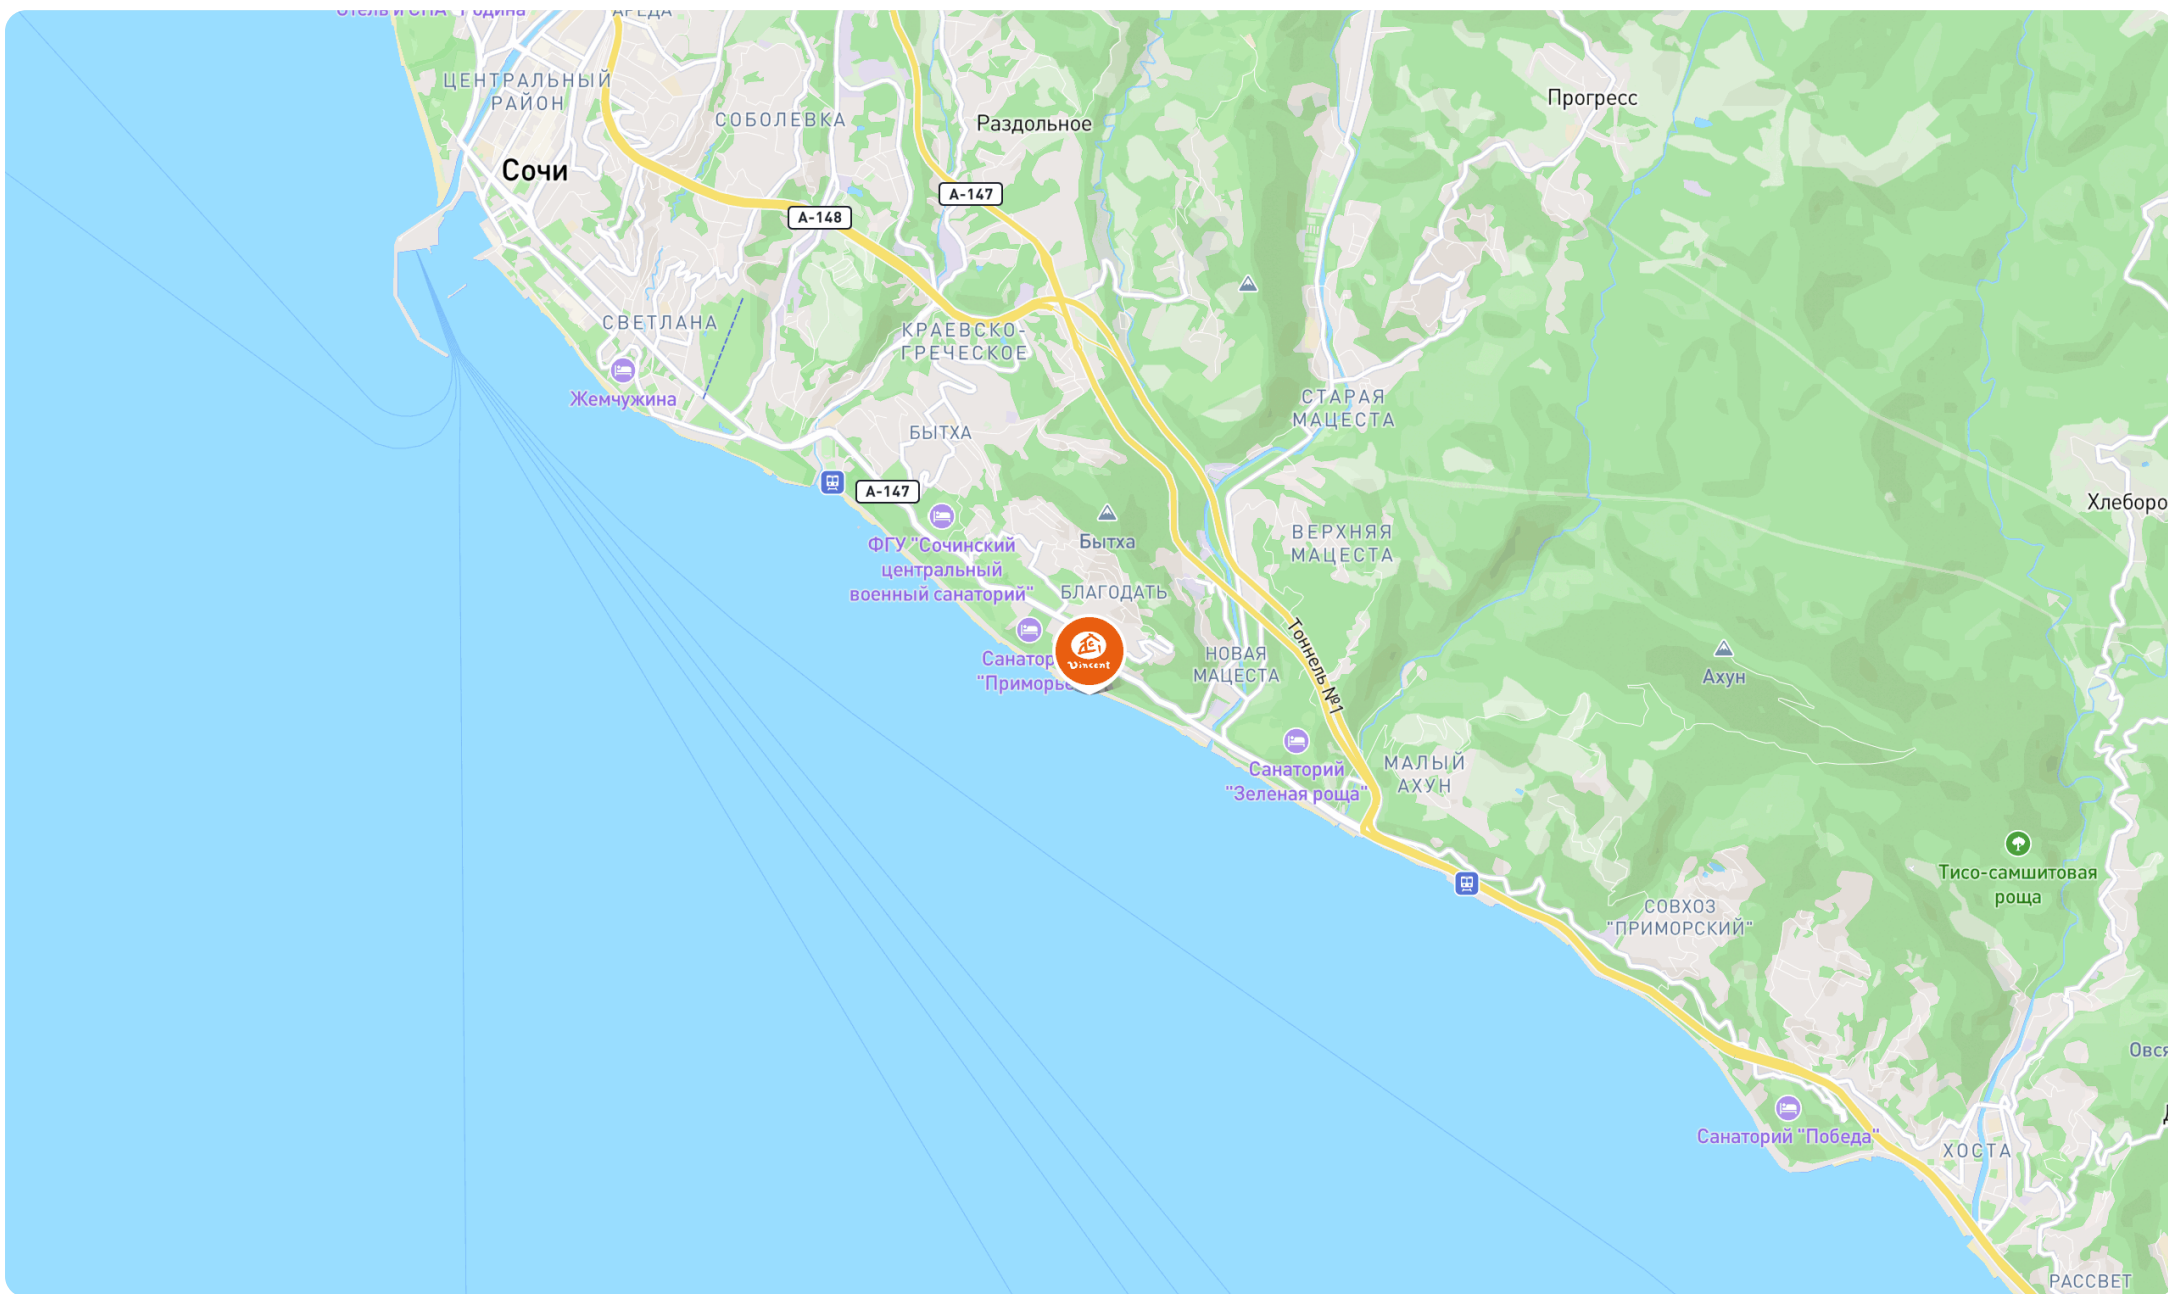 Отель и СПА "Родина
АРЕДА
ЦЕНТРАЛЬНЫЙ
РАЙОН
СОБОЛЕВКА
Раздольное
Прогресс
Сочи
А-147
А-148
СВЕТЛАНА
КРАЕВСКО-
ГРЕЧЕСКОЕ
Жемчужина
СТАРАЯ
МАЦЕСТА
БЫТХА
А-147
Хлеборо
ФГУ "Сочинский
центральный
военный санаторий"
Бытха
ВЕРХНЯЯ
МАЦЕСТА
БЛАГОДАТЬ
Санатор
"Приморье
Vincent
НОВАЯ
МАЦЕСТА
Тоннель №1
Ахун
Санаторий
"Зеленая роща"
МАЛЫЙ
АХУН
Тисо-самшитовая
роща
СОВХОЗ
"ПРИМОРСКИЙ"
Овся
Санаторий "Победа"
ХОСТА
РАССВЕТ